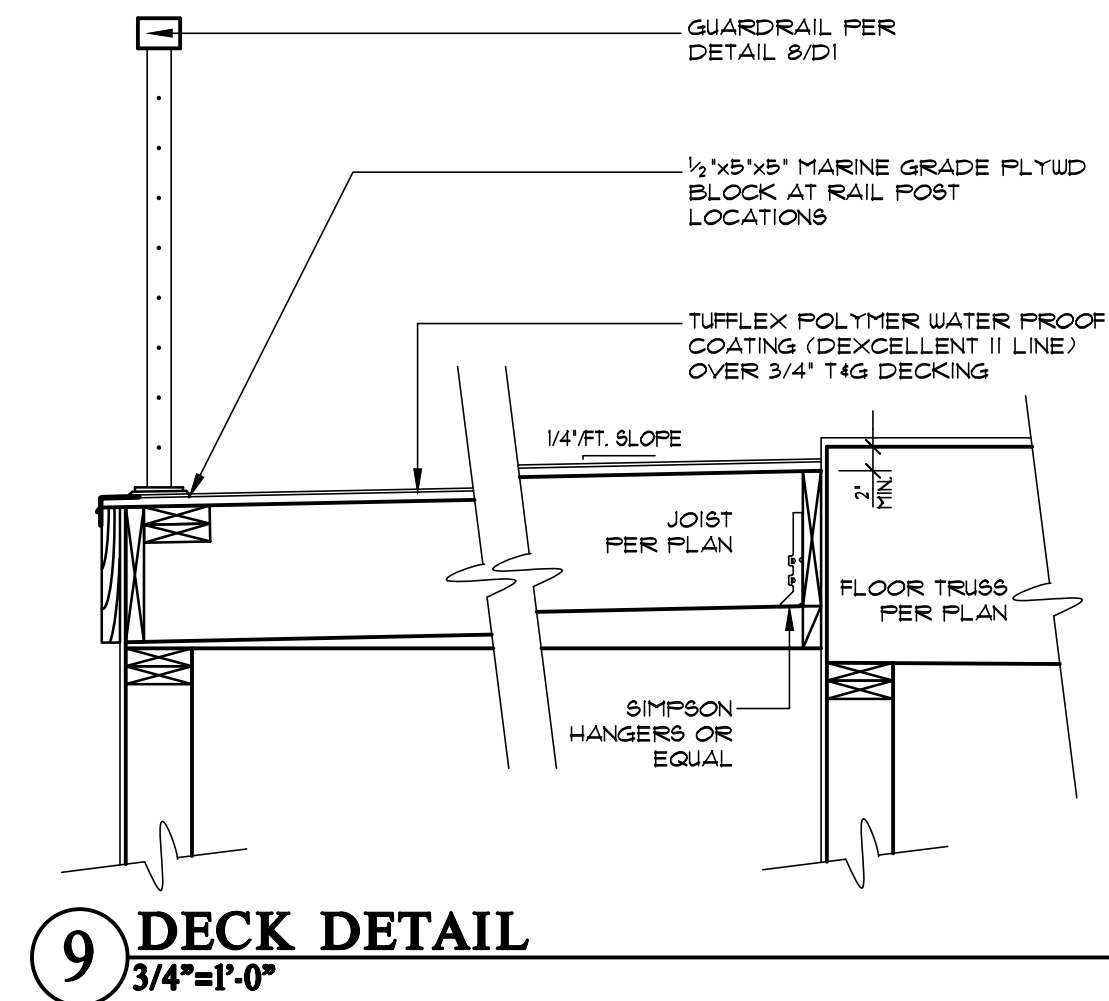 GUARDRAIL PER
DETAIL 8/D1
1/2"x5"x5" MARINE GRADE PLYWD
BLOCK AT RAIL POST
LOCATIONS
TUFFLEX POLYMER WATER PROOF
COATING (DEXCELLENT II LINE)
OVER 3/4" T&G DECKING
1/4"/FT. SLOPE
2"
MIN.
JOIST
PER PLAN
FLOOR TRUSS
PER PLAN
SIMPSON
HANGERS OR
EQUAL
9 DECK DETAIL
3/4"=1'-0"